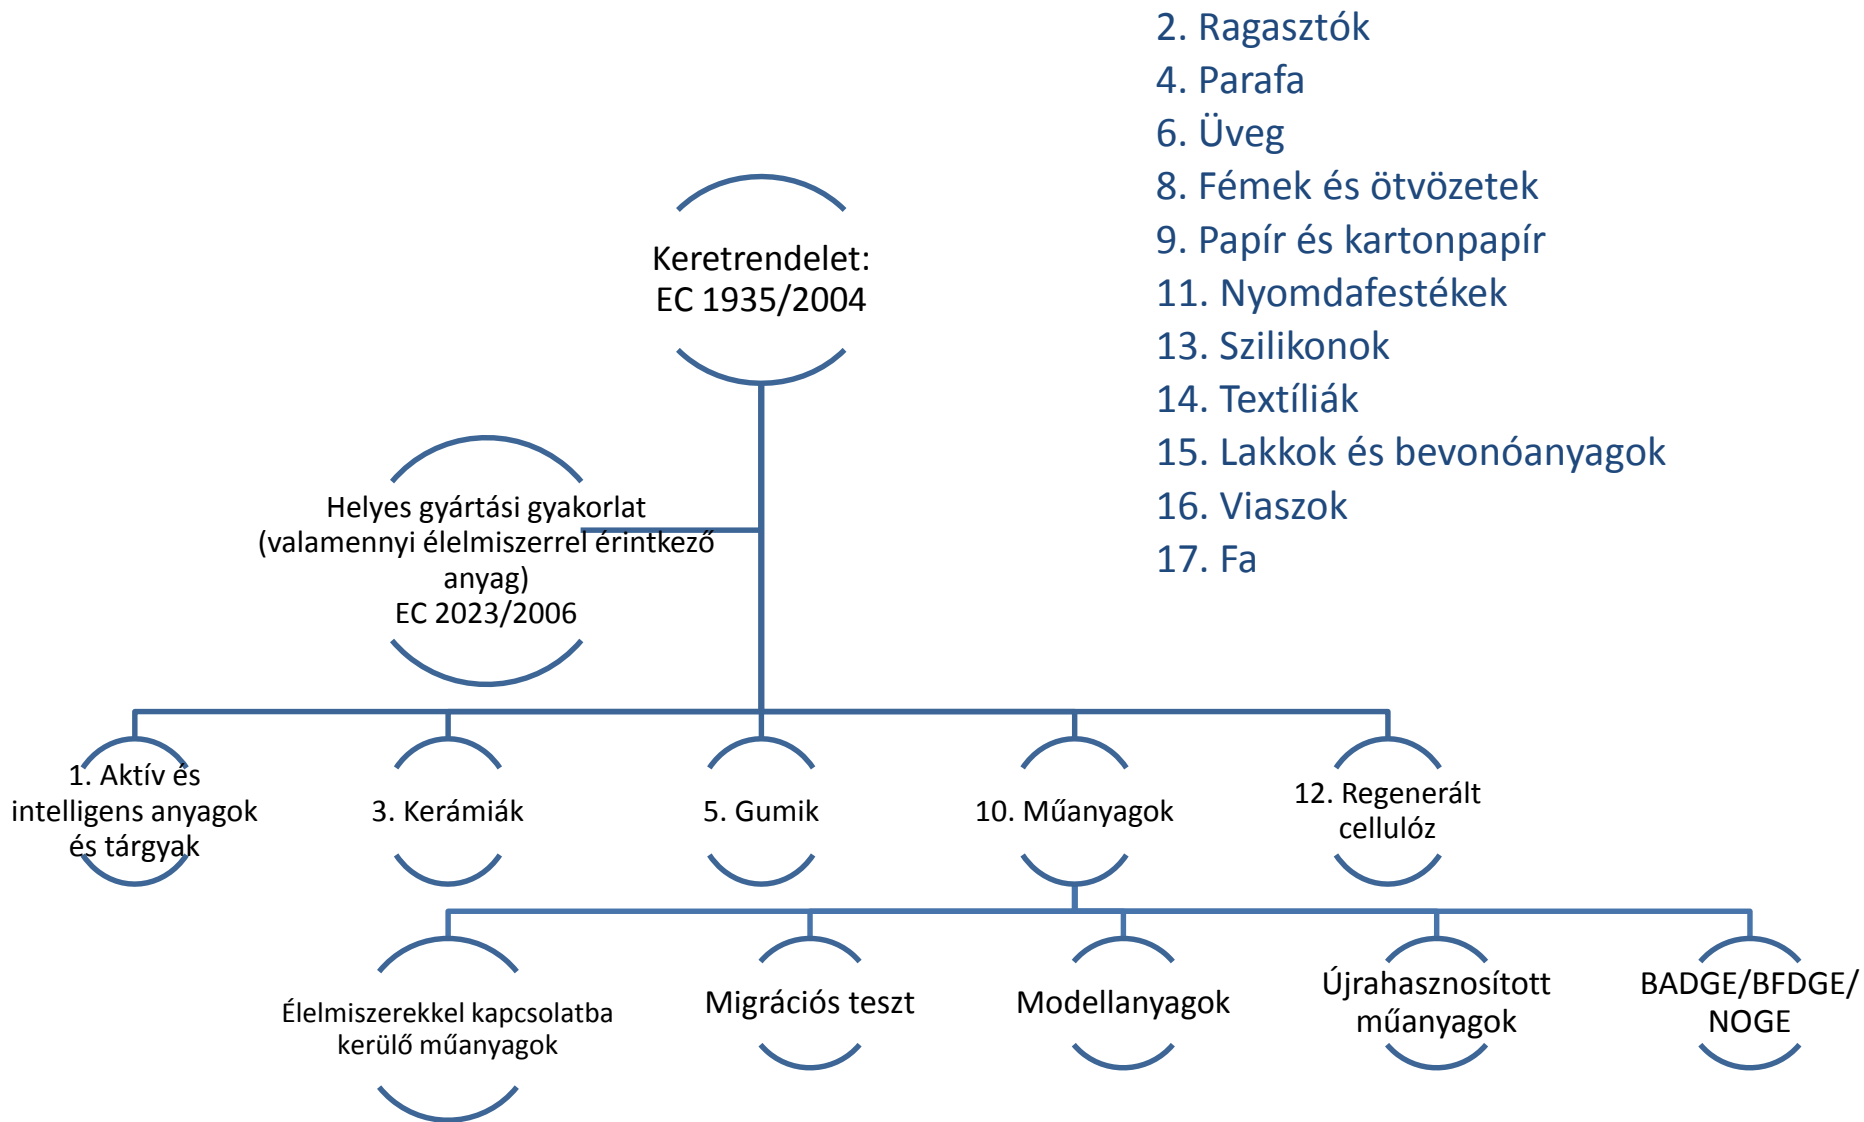 2. Ragasztók
4. Parafa
6. Üveg
8. Fémek és ötvözetek
9. Papír és kartonpapír
11. Nyomdafestékek
13. Szilikonok
14. Textíliák
15. Lakkok és bevonóanyagok
16. Viaszok
17. Fa
Keretrendelet:
EC 1935/2004
Helyes gyártási gyakorlat
(valamennyi élelmiszerrel érintkező
anyag)
EC 2023/2006
1. Aktív és
intelligens anyagok
és tárgyak
3. Kerámiák
5. Gumik
10. Műanyagok
12. Regenerált
cellulóz
Élelmiszerekkel kapcsolatba
kerülő műanyagok
Migrációs teszt
Modellanyagok
Újrahasznosított
műanyagok
BADGE/BFDGE/
NOGE